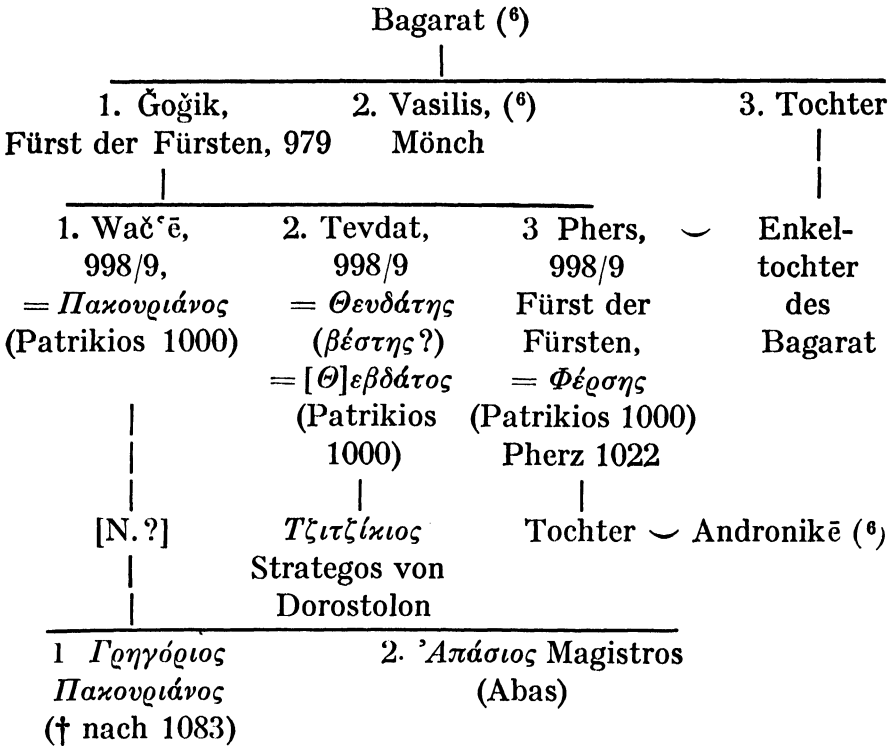 Bagarat (⁶)
1. Ǧoǧik, 2. Vasilis, (⁶) 3. Tochter
Fürst der Fürsten, 979 Mönch
1. Wačʿē, 2. Tevdat, 3 Phers, ⌣ Enkel-
998/9, 998/9 998/9 tochter
= Πακουριάνος = Θευδάτης Fürst der des
(Patrikios 1000) (βέστης?) Fürsten, Bagarat
= [Θ]εβδάτος = Φέρσης
(Patrikios (Patrikios 1000)
1000) Pherz 1022
[N.?] Τζιτζίκιος Tochter ⌣ Andronikē (⁶)
Strategos von
Dorostolon
1 Γρηγόριος 2. Ἀπάσιος Magistros
Πακουριάνος (Abas)
(† nach 1083)